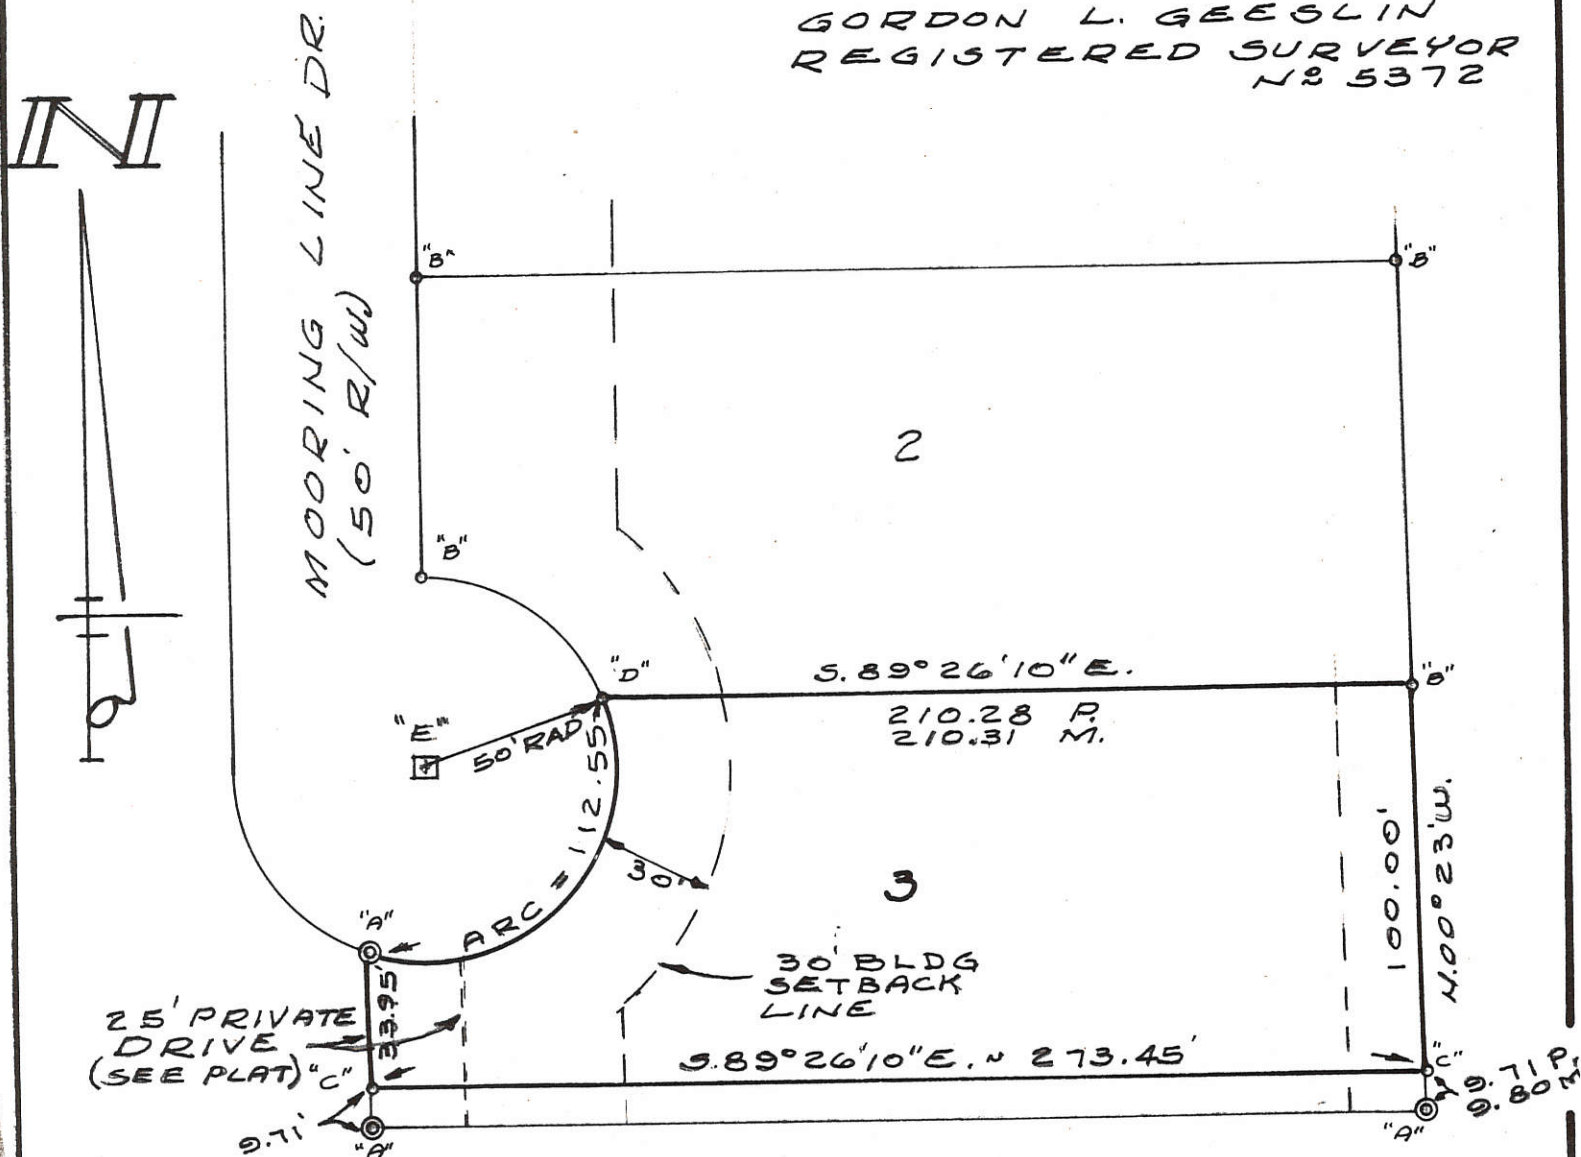 GORDON L. GEESLIN
REGISTERED SURVEYOR
Nº 5372
N
MOORING LINE DR.
(50' R/W)
"B"
"B"
2
"B"
"D"
S.89°26'10"E.
210.28 P.
210.31 M.
"B"
"E"
50' RAD
ARC = 112.55'
30'
3
100.00'
N.00°23'W.
"A"
30' BLDG
SETBACK
LINE
33.95'
25' PRIVATE
DRIVE
(SEE PLAT)
"C"
S.89°26'10"E. ~ 273.45'
"C"
9.71 P.
9.80 M.
9.71'
"A"
"A"